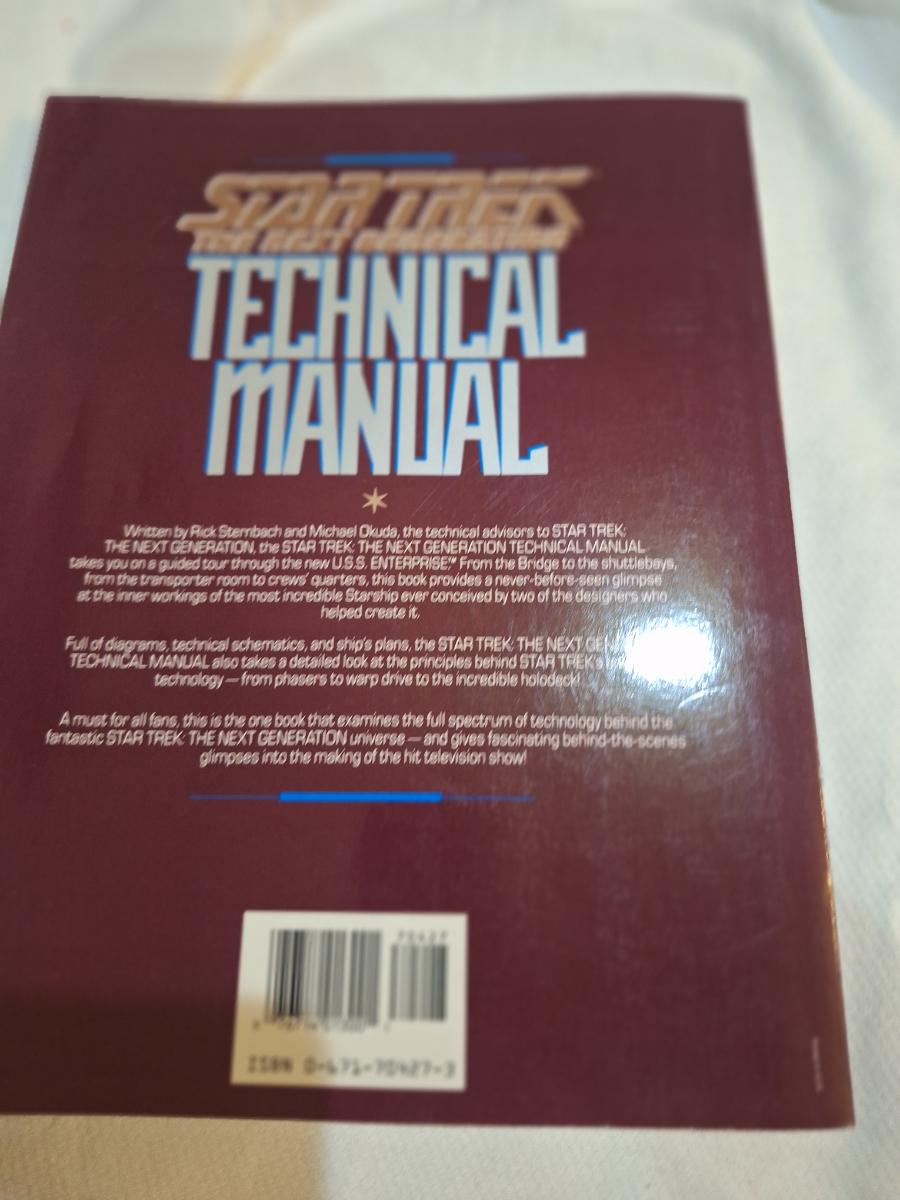 STAR TREK
THE NEXT GENERATION
TECHNICAL
MANUAL
Written by Rick Sternbach and Michael Okuda, the technical advisors to STAR TREK:
THE NEXT GENERATION, the STAR TREK: THE NEXT GENERATION TECHNICAL MANUAL
takes you on a guided tour through the new U.S.S. ENTERPRISE.™ From the Bridge to the shuttlebays,
from the transporter room to crews' quarters, this book provides a never-before-seen glimpse
at the inner workings of the most incredible Starship ever conceived by two of the designers who
helped create it.
Full of diagrams, technical schematics, and ship's plans, the STAR TREK: THE NEXT
TECHNICAL MANUAL also takes a detailed look at the principles behind STAR TREK's
technology — from phasers to warp drive to the incredible holodeck!
A must for all fans, this is the one book that examines the full spectrum of technology behind the
fantastic STAR TREK: THE NEXT GENERATION universe — and gives fascinating behind-the-scenes
glimpses into the making of the hit television show!
70427
ISBN 0-671-70427-3